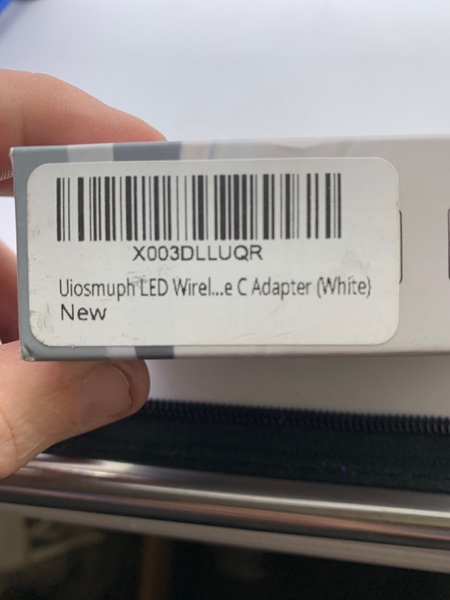 X003DLLUQR
Uiosmuph LED Wirel...e C Adapter (White)
New